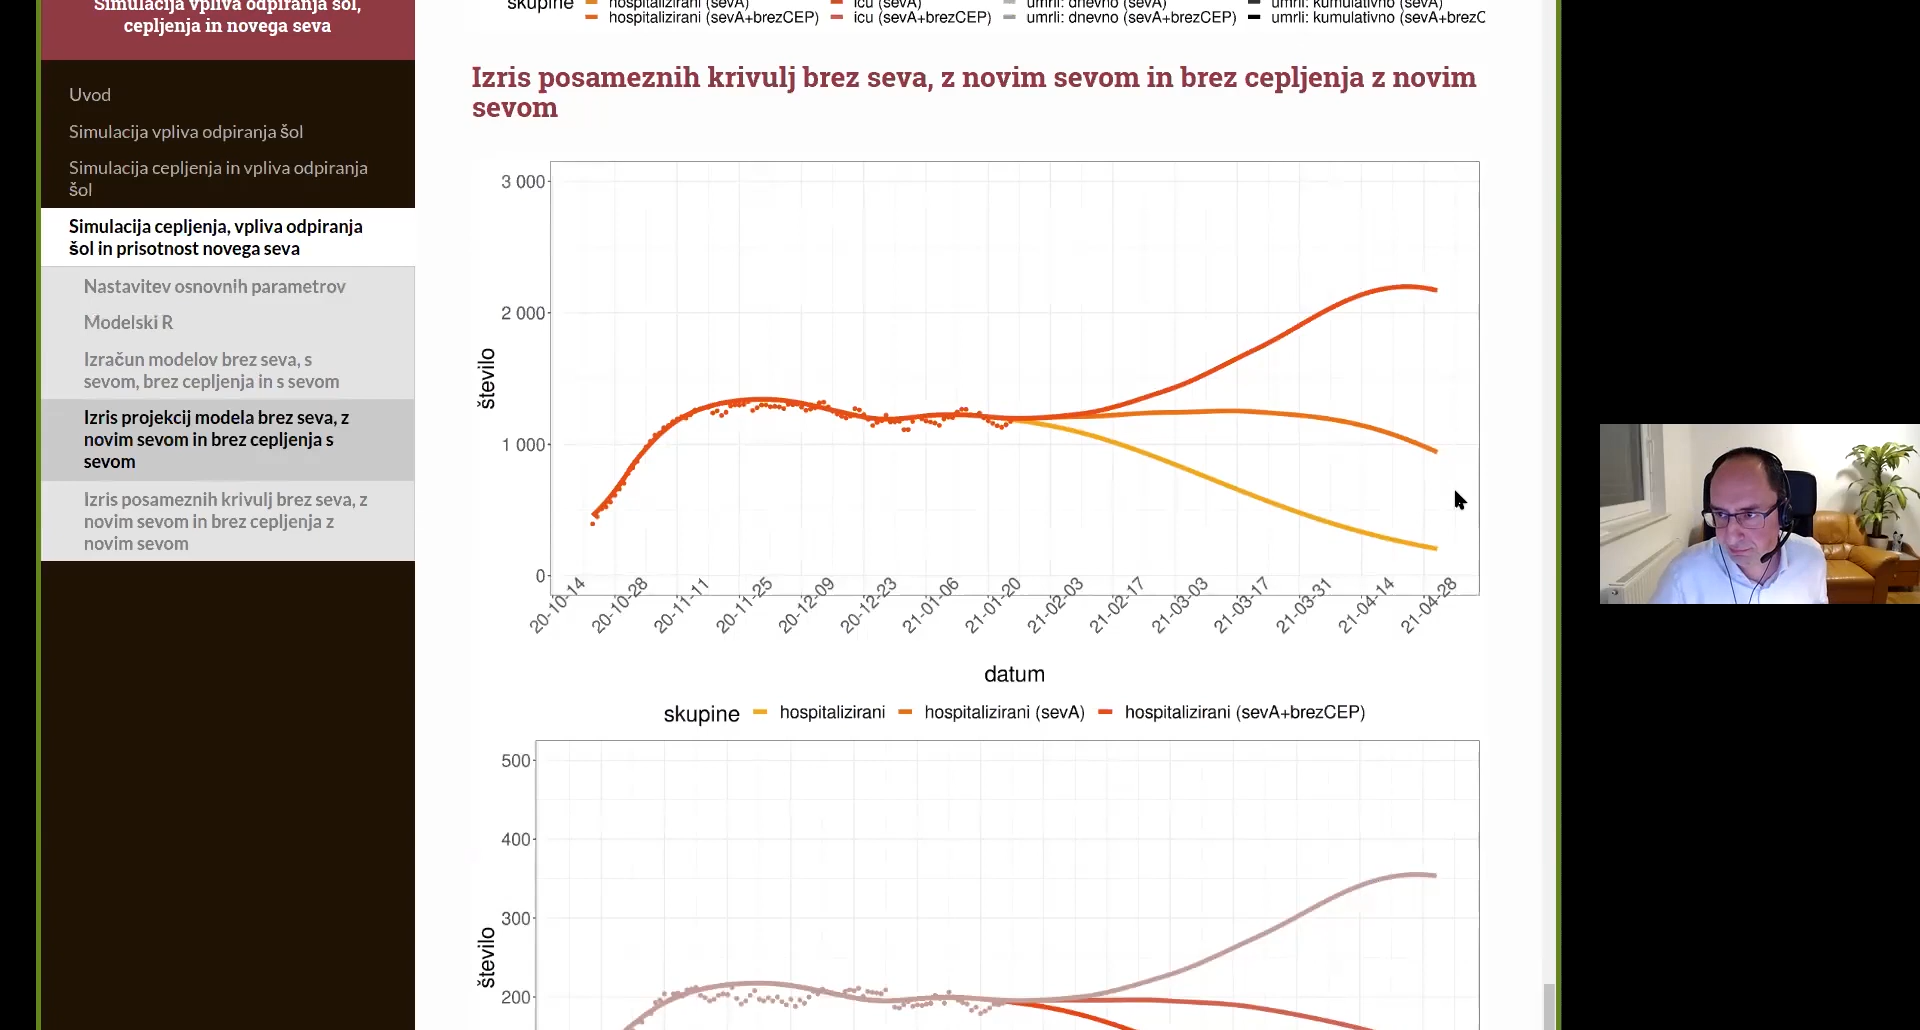 Simulacija vpliva odpiranja šol,
cepljenja in novega seva
Uvod
Simulacija vpliva odpiranja šol
Simulacija cepljenja in vpliva odpiranja
šol
Simulacija cepljenja, vpliva odpiranja
šol in prisotnost novega seva
Nastavitev osnovnih parametrov
Modelski R
Izračun modelov brez seva, s
sevom, brez cepljenja in s sevom
Izris projekcij modela brez seva, z
novim sevom in brez cepljenja s
sevom
Izris posameznih krivulj brez seva, z
novim sevom in brez cepljenja z
novim sevom
skupine hospitalizirani (sevA) icu (sevA) umrli: dnevno (sevA) umrli: kumulativno (sevA)
hospitalizirani (sevA+brezCEP) icu (sevA+brezCEP) umrli: dnevno (sevA+brezCEP) umrli: kumulativno (sevA+brezC
Izris posameznih krivulj brez seva, z novim sevom in brez cepljenja z novim
sevom
3 000
2 000
1 000
0
število
20-10-14 20-10-28 20-11-11 20-11-25 20-12-09 20-12-23 21-01-06 21-01-20 21-02-03 21-02-17 21-03-03 21-03-17 21-03-31 21-04-14 21-04-28
datum
skupine hospitalizirani hospitalizirani (sevA) hospitalizirani (sevA+brezCEP)
500
400
300
200
število